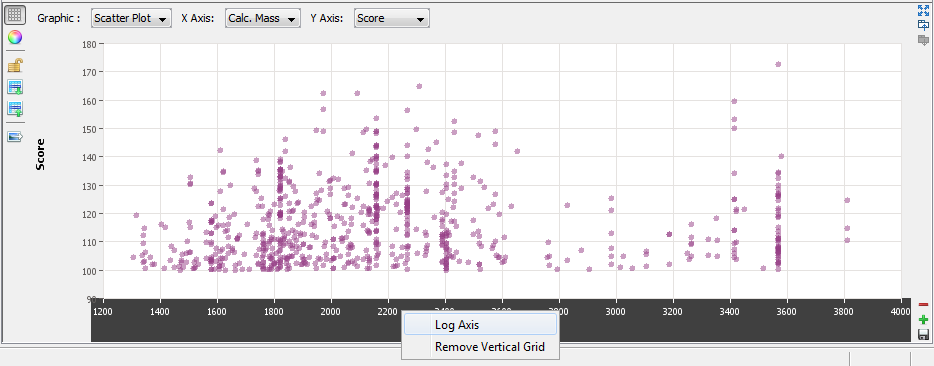 Graphic : Scatter Plot X Axis: Calc. Mass Y Axis: Score
180
170
160
150
140
130
120
110
100
90
Score
1200 1400 1600 1800 2000 2200 2400 2600 2800 3000 3200 3400 3600 3800 4000
Log Axis
Remove Vertical Grid